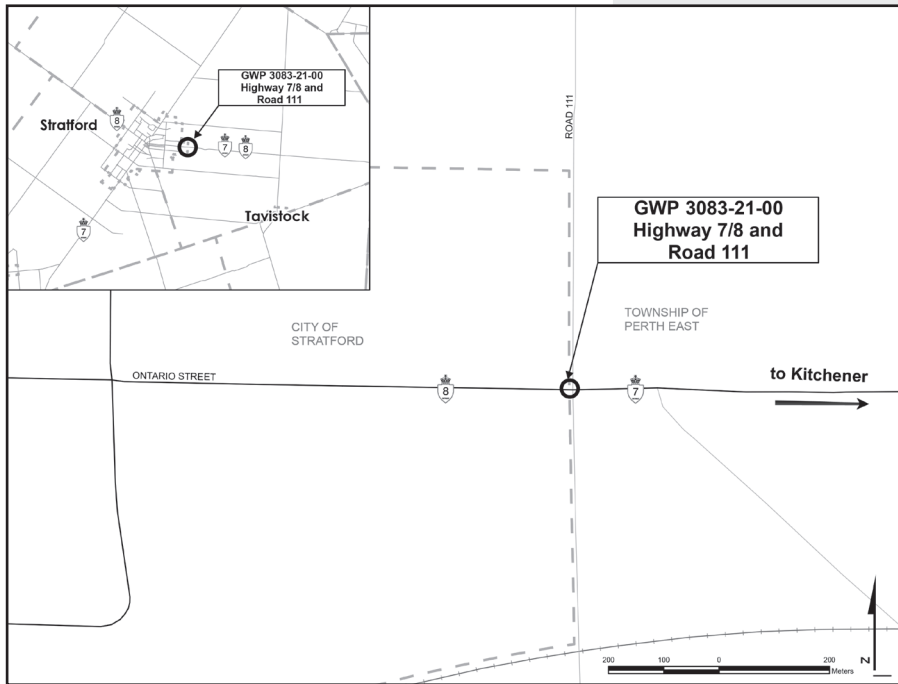 GWP 3083-21-00
Highway 7/8 and
Road 111
8
Stratford
7
8
Tavistock
7
ROAD 111
GWP 3083-21-00
Highway 7/8 and
Road 111
CITY OF
STRATFORD
TOWNSHIP OF
PERTH EAST
ONTARIO STREET
8
7
to Kitchener
N
200
100
0
200
Meters